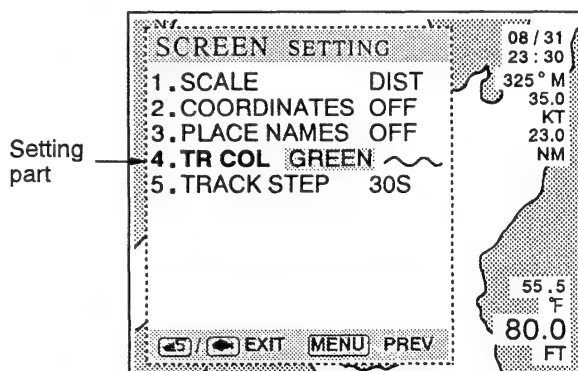 SCREEN SETTING
1.SCALE DIST
2.COORDINATES OFF
3.PLACE NAMES OFF
4.TR COL GREEN
5.TRACK STEP 30S
5/ EXIT MENU PREV
Setting
part
08/31
23:30
325°M
35.0
KT
23.0
NM
55.5
°F
80.0
FT